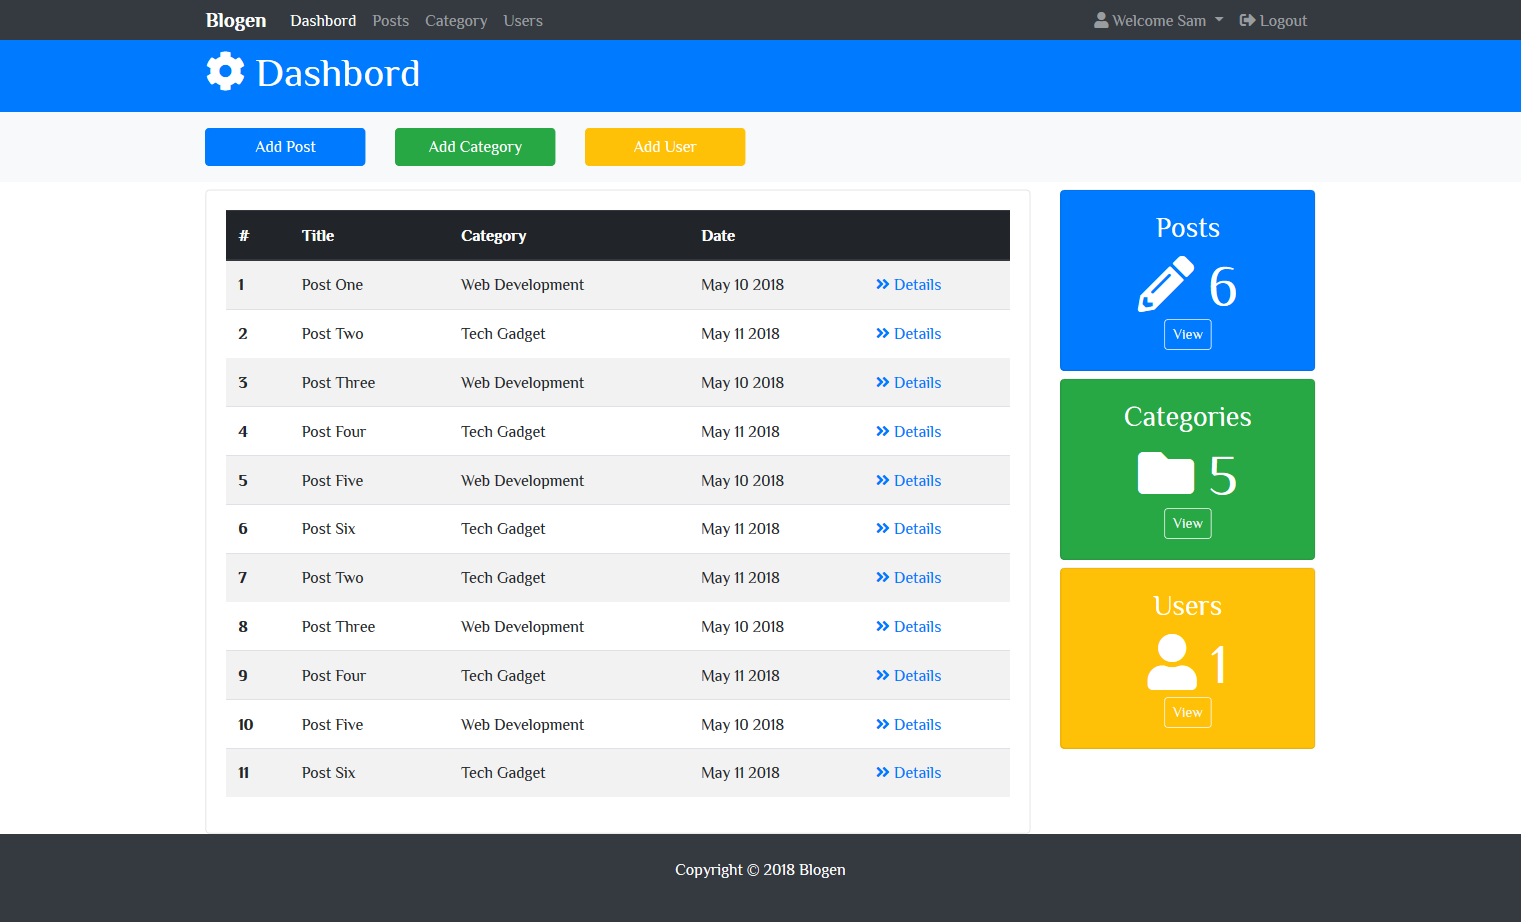 Blogen Dashbord Posts Category Users Welcome Sam Logout
Dashbord
Add Post Add Category Add User
# Title Category Date
1 Post One Web Development May 10 2018 Details
2 Post Two Tech Gadget May 11 2018 Details
3 Post Three Web Development May 10 2018 Details
4 Post Four Tech Gadget May 11 2018 Details
5 Post Five Web Development May 10 2018 Details
6 Post Six Tech Gadget May 11 2018 Details
7 Post Two Tech Gadget May 11 2018 Details
8 Post Three Web Development May 10 2018 Details
9 Post Four Tech Gadget May 11 2018 Details
10 Post Five Web Development May 10 2018 Details
11 Post Six Tech Gadget May 11 2018 Details
Posts
6
View
Categories
5
View
Users
1
View
Copyright © 2018 Blogen